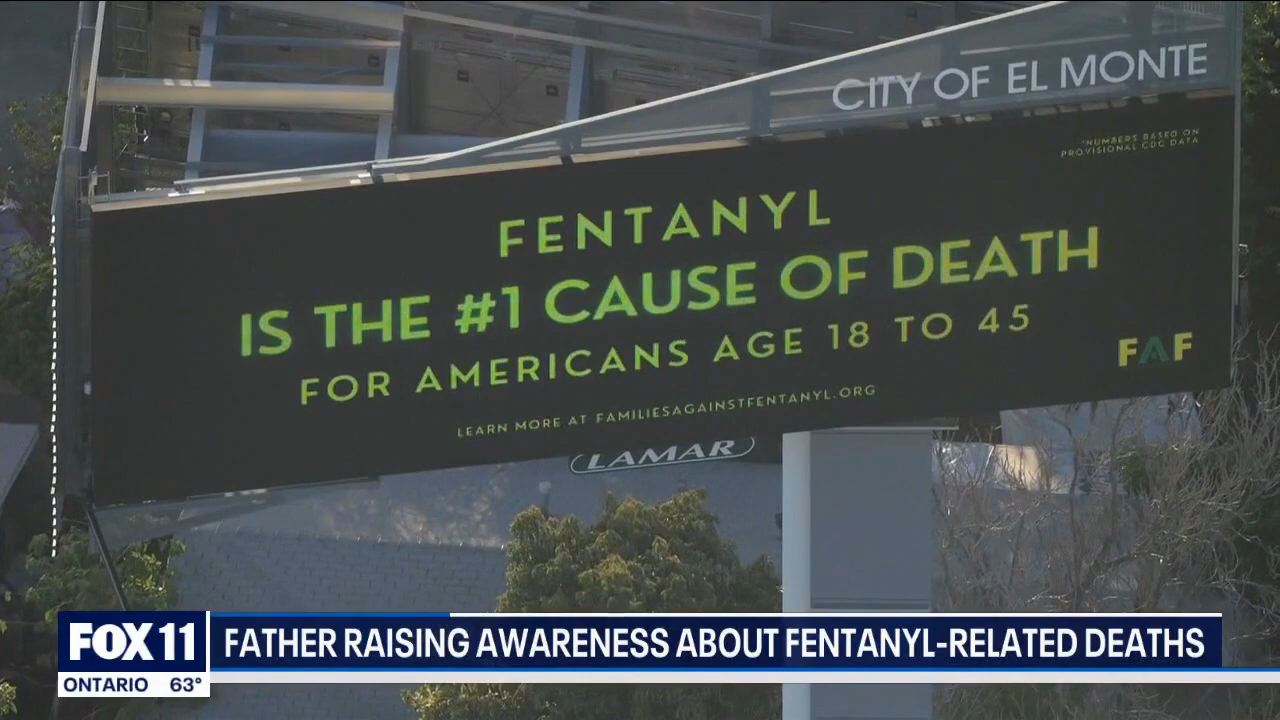 CITY OF EL MONTE
*NUMBERS BASED ON
PROVISIONAL CDC DATA
FENTANYL
IS THE #1 CAUSE OF DEATH
FOR AMERICANS AGE 18 TO 45
FAF
LEARN MORE AT FAMILIESAGAINSTFENTANYL.ORG
LAMAR
FOX 11
FATHER RAISING AWARENESS ABOUT FENTANYL-RELATED DEATHS
ONTARIO 63°